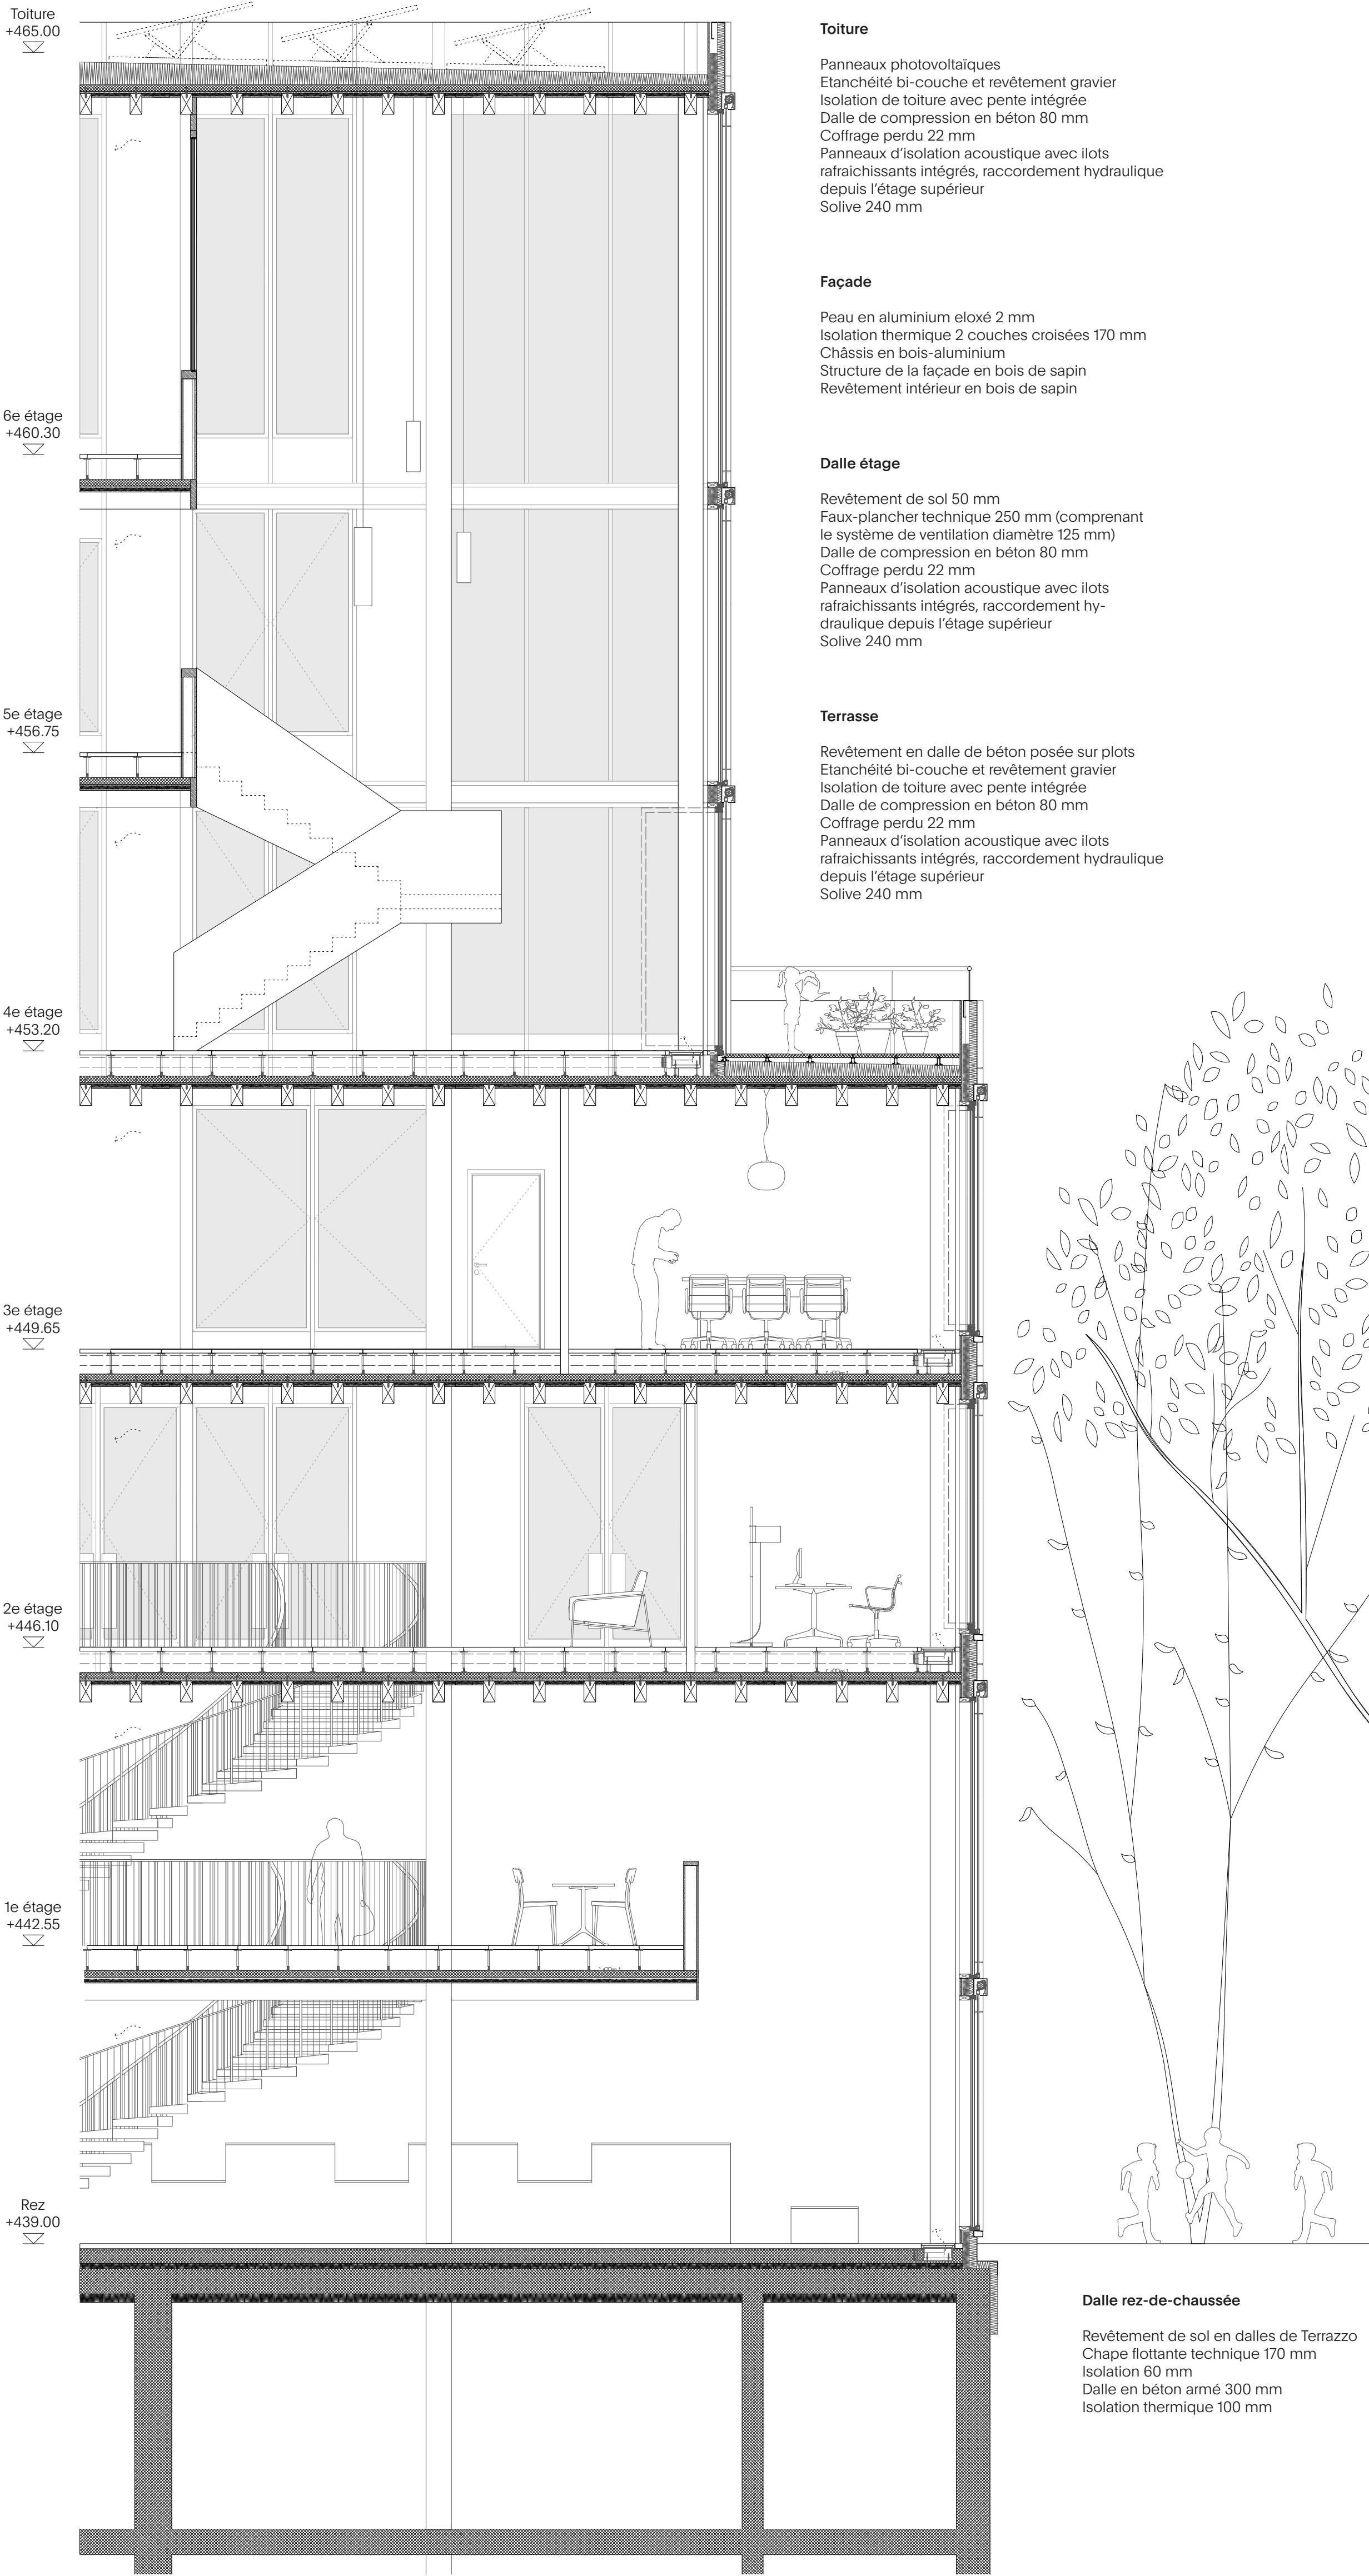 Toiture
+465.00
6e étage
+460.30
5e étage
+456.75
4e étage
+453.20
3e étage
+449.65
2e étage
+446.10
1e étage
+442.55
Rez
+439.00
Toiture
Panneaux photovoltaïques
Etanchéité bi-couche et revêtement gravier
Isolation de toiture avec pente intégrée
Dalle de compression en béton 80 mm
Coffrage perdu 22 mm
Panneaux d’isolation acoustique avec ilots
rafraichissants intégrés, raccordement hydraulique
depuis l’étage supérieur
Solive 240 mm
Façade
Peau en aluminium eloxé 2 mm
Isolation thermique 2 couches croisées 170 mm
Châssis en bois-aluminium
Structure de la façade en bois de sapin
Revêtement intérieur en bois de sapin
Dalle étage
Revêtement de sol 50 mm
Faux-plancher technique 250 mm (comprenant
le système de ventilation diamètre 125 mm)
Dalle de compression en béton 80 mm
Coffrage perdu 22 mm
Panneaux d’isolation acoustique avec ilots
rafraichissants intégrés, raccordement hy-
draulique depuis l’étage supérieur
Solive 240 mm
Terrasse
Revêtement en dalle de béton posée sur plots
Etanchéité bi-couche et revêtement gravier
Isolation de toiture avec pente intégrée
Dalle de compression en béton 80 mm
Coffrage perdu 22 mm
Panneaux d’isolation acoustique avec ilots
rafraichissants intégrés, raccordement hydraulique
depuis l’étage supérieur
Solive 240 mm
Dalle rez-de-chaussée
Revêtement de sol en dalles de Terrazzo
Chape flottante technique 170 mm
Isolation 60 mm
Dalle en béton armé 300 mm
Isolation thermique 100 mm